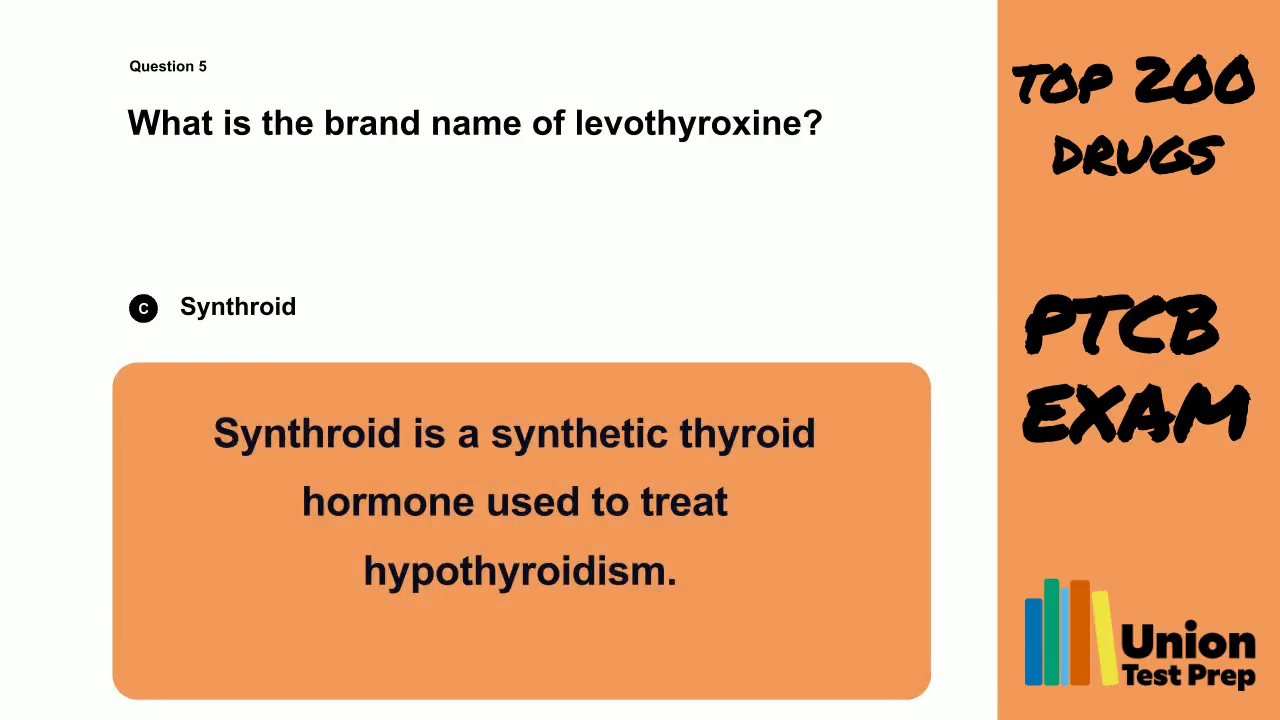 Question 5
What is the brand name of levothyroxine?
C Synthroid
Synthroid is a synthetic thyroid
hormone used to treat
hypothyroidism.
TOP 200
DRUGS
PTCB
EXAM
Union
Test Prep